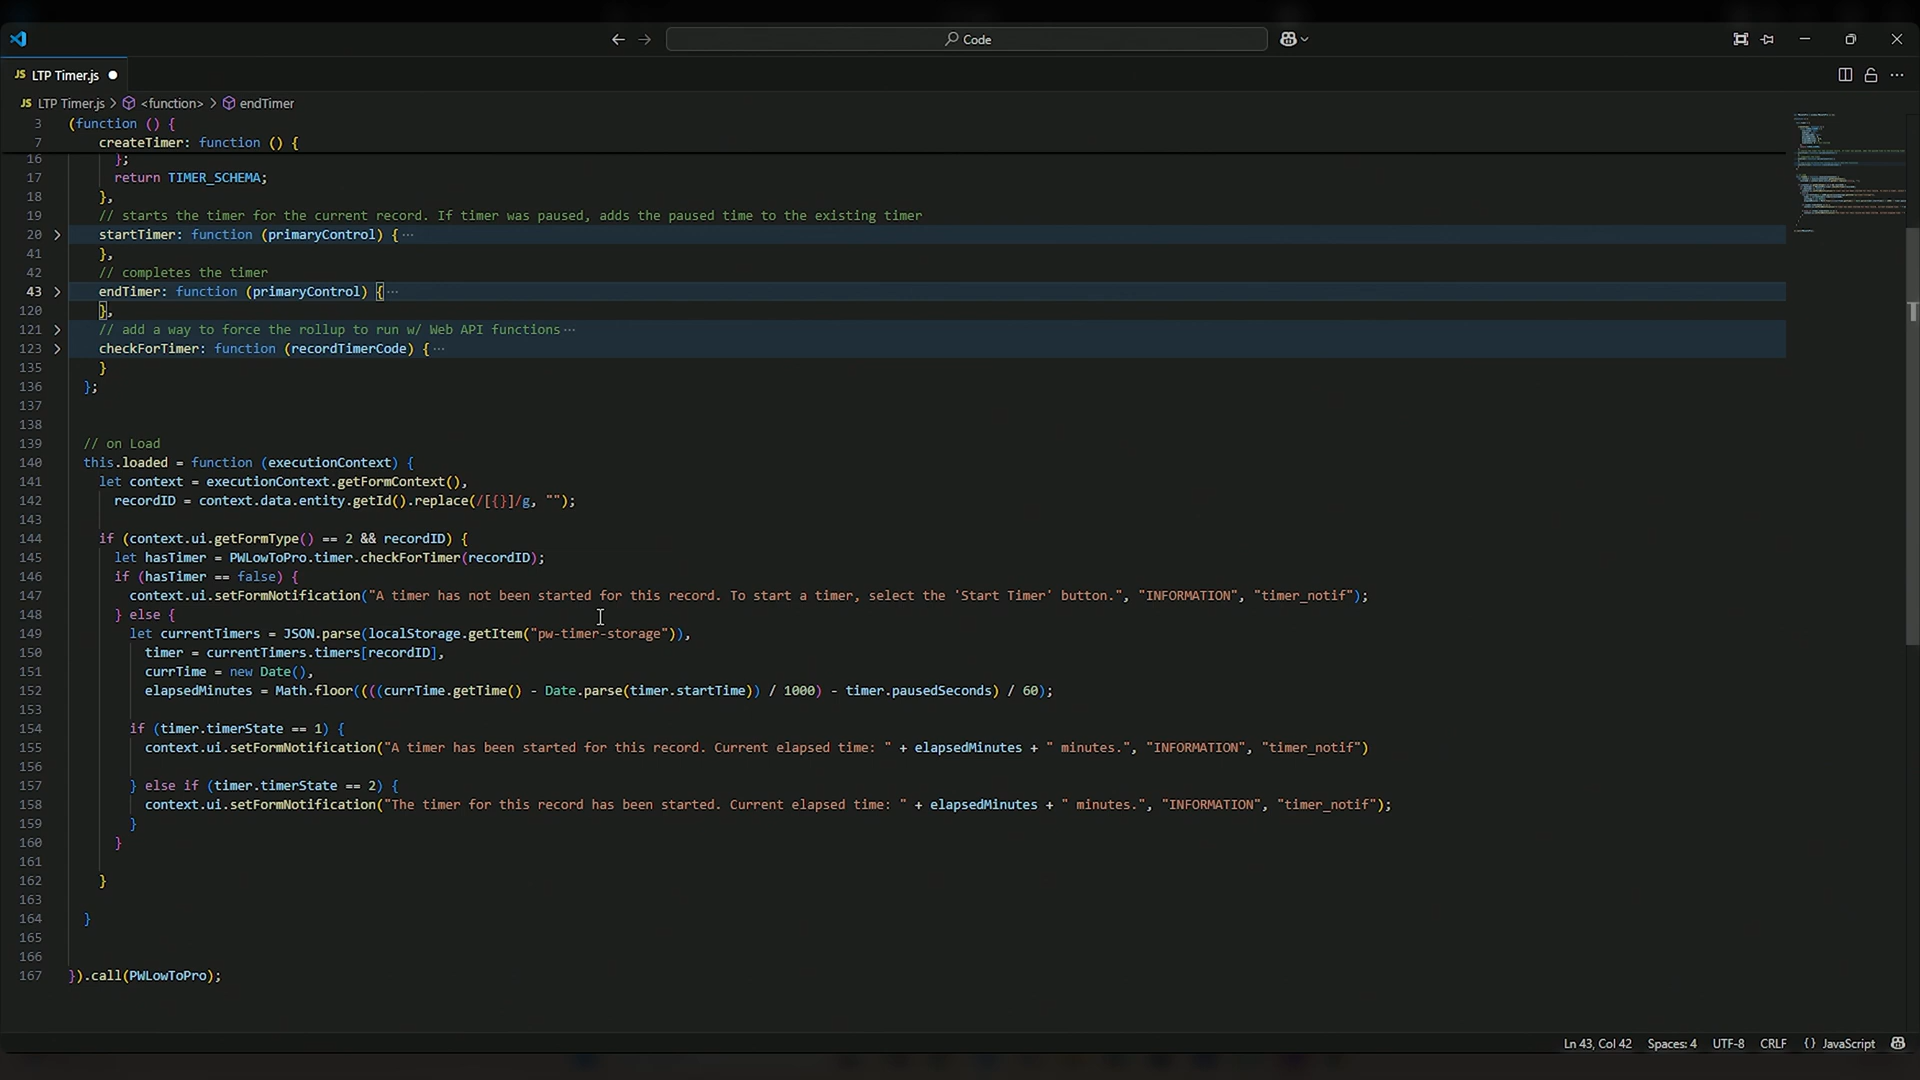 Code
JS LTP Timer.js
JS LTP Timer.js > <function> > endTimer
3 (function () {
7 createTimer: function () {
16 };
17 return TIMER_SCHEMA;
18 },
19 // starts the timer for the current record. If timer was paused, adds the paused time to the existing timer
20 startTimer: function (primaryControl) { ···
41 },
42 // completes the timer
43 endTimer: function (primaryControl) { ···
120 },
121 // add a way to force the rollup to run w/ Web API functions ···
123 checkForTimer: function (recordTimerCode) { ···
135 }
136 };
137
138
139 // on Load
140 this.loaded = function (executionContext) {
141 let context = executionContext.getFormContext(),
142 recordID = context.data.entity.getId().replace(/[{}]/g, "");
143
144 if (context.ui.getFormType() == 2 && recordID) {
145 let hasTimer = PWLowToPro.timer.checkForTimer(recordID);
146 if (hasTimer == false) {
147 context.ui.setFormNotification("A timer has not been started for this record. To start a timer, select the 'Start Timer' button.", "INFORMATION", "timer_notif");
148 } else {
149 let currentTimers = JSON.parse(localStorage.getItem("pw-timer-storage")),
150 timer = currentTimers.timers[recordID],
151 currTime = new Date(),
152 elapsedMinutes = Math.floor((((currTime.getTime() - Date.parse(timer.startTime)) / 1000) - timer.pausedSeconds) / 60);
153
154 if (timer.timerState == 1) {
155 context.ui.setFormNotification("A timer has been started for this record. Current elapsed time: " + elapsedMinutes + " minutes.", "INFORMATION", "timer_notif")
156
157 } else if (timer.timerState == 2) {
158 context.ui.setFormNotification("The timer for this record has been started. Current elapsed time: " + elapsedMinutes + " minutes.", "INFORMATION", "timer_notif");
159 }
160 }
161
162 }
163
164 }
165
166
167 }).call(PWLowToPro);
Ln 43, Col 42 Spaces: 4 UTF-8 CRLF {} JavaScript